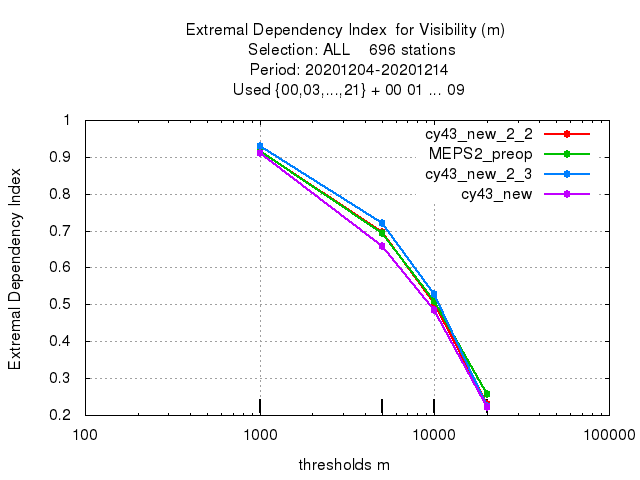 Extremal Dependency Index  for Visibility (m)
Selection: ALL    696 stations
Period: 20201204-20201214
Used {00,03,...,21} + 00 01 ... 09
cy43_new_2_2
MEPS2_preop
cy43_new_2_3
cy43_new
1
0.9
0.8
0.7
0.6
0.5
0.4
0.3
0.2
Extremal Dependency Index
100 1000 10000 100000
thresholds m